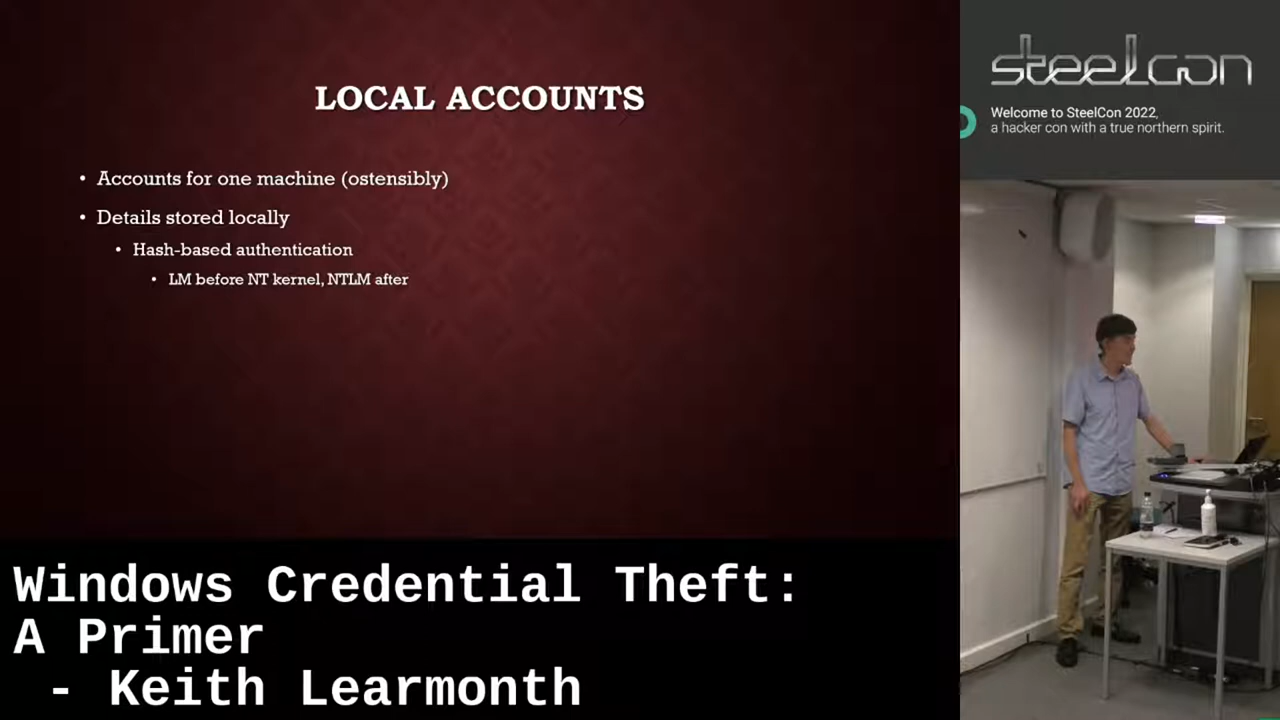 LOCAL ACCOUNTS
• Accounts for one machine (ostensibly)
• Details stored locally
• Hash-based authentication
• LM before NT kernel, NTLM after
Windows Credential Theft:
A Primer
- Keith Learmonth
steelcon
Welcome to SteelCon 2022,
a hacker con with a true northern spirit.